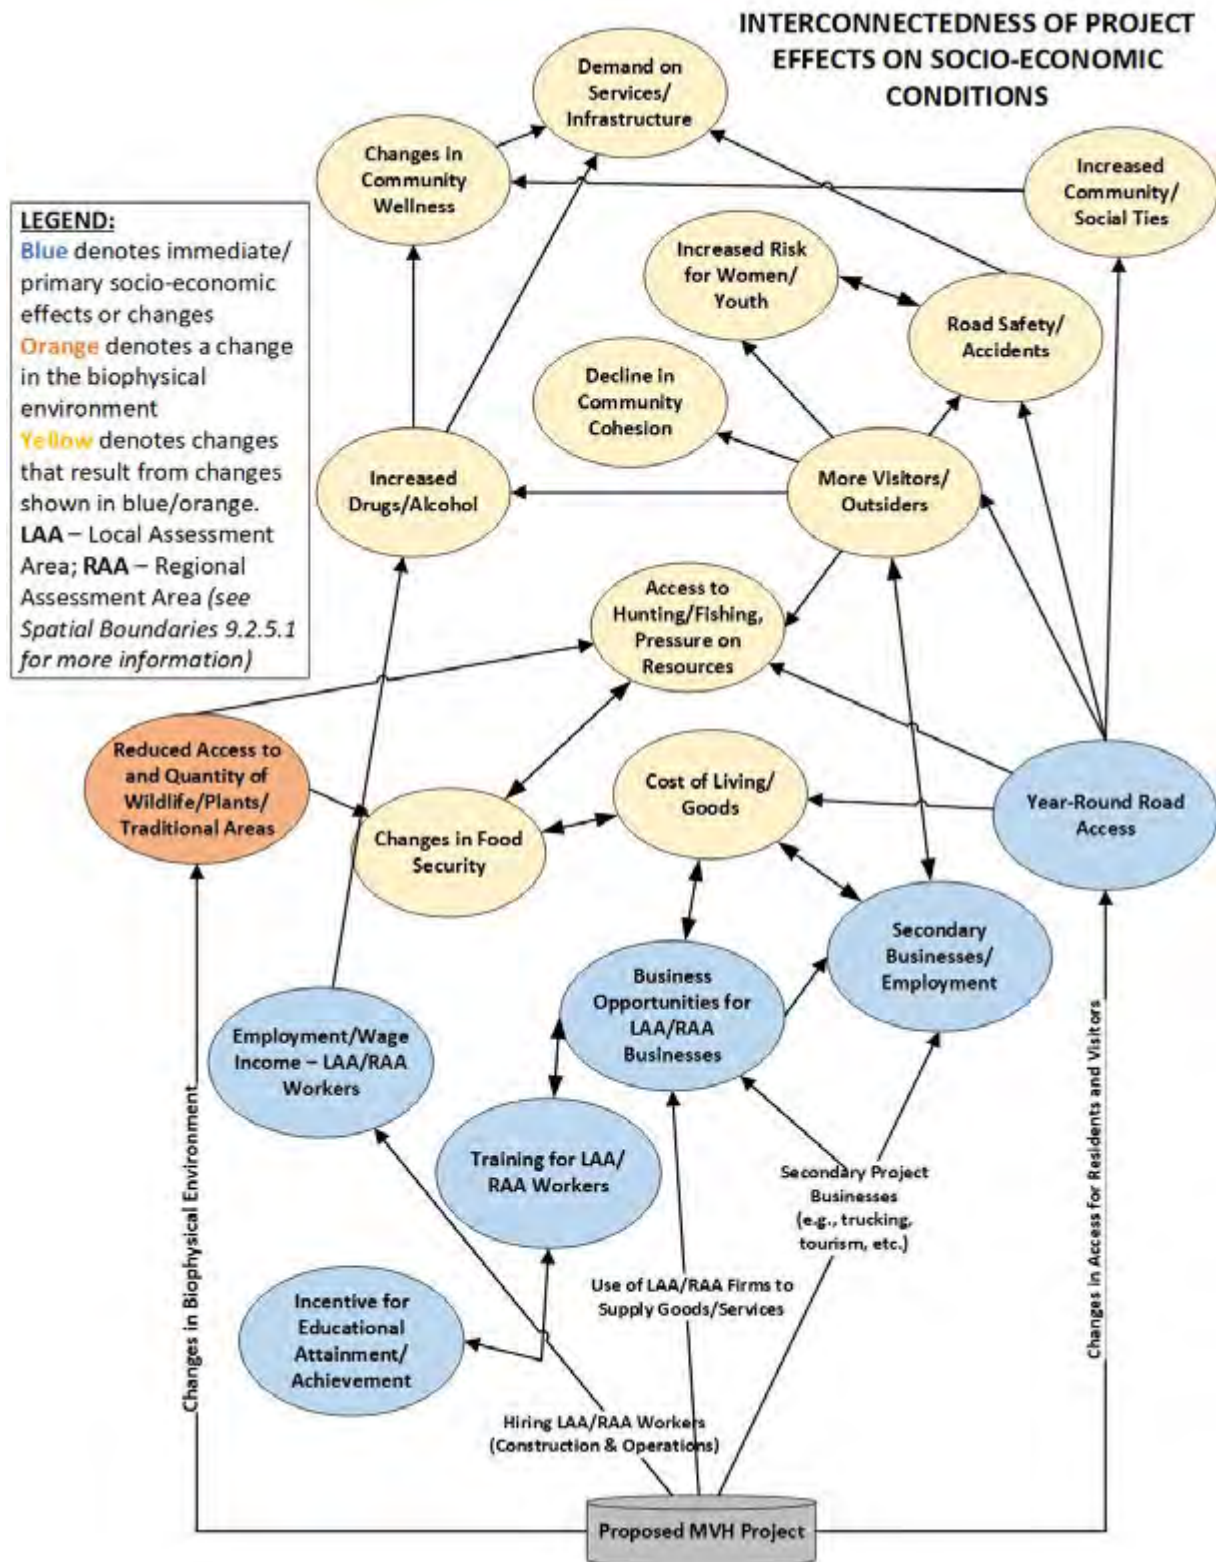 INTERCONNECTEDNESS OF PROJECT
EFFECTS ON SOCIO-ECONOMIC
CONDITIONS
Demand on
Services/
Infrastructure
Changes in
Community
Wellness
Increased
Community/
Social Ties
LEGEND:
Blue denotes immediate/
primary socio-economic
effects or changes
Orange denotes a change
in the biophysical
environment
Yellow denotes changes
that result from changes
shown in blue/orange.
LAA – Local Assessment
Area; RAA – Regional
Assessment Area (see
Spatial Boundaries 9.2.5.1
for more information)
Increased Risk
for Women/
Youth
Road Safety/
Accidents
Decline in
Community
Cohesion
Increased
Drugs/Alcohol
More Visitors/
Outsiders
Access to
Hunting/Fishing,
Pressure on
Resources
Reduced Access to
and Quantity of
Wildlife/Plants/
Traditional Areas
Cost of Living/
Goods
Year-Round Road
Access
Changes in Food
Security
Secondary
Businesses/
Employment
Business
Opportunities for
LAA/RAA
Businesses
Employment/Wage
Income – LAA/RAA
Workers
Training for LAA/
RAA Workers
Secondary Project
Businesses
(e.g., trucking,
tourism, etc.)
Changes in Biophysical Environment
Changes in Access for Residents and Visitors
Use of LAA/RAA Firms to
Supply Goods/Services
Incentive for
Educational
Attainment/
Achievement
Hiring LAA/RAA Workers
(Construction & Operations)
Proposed MVH Project